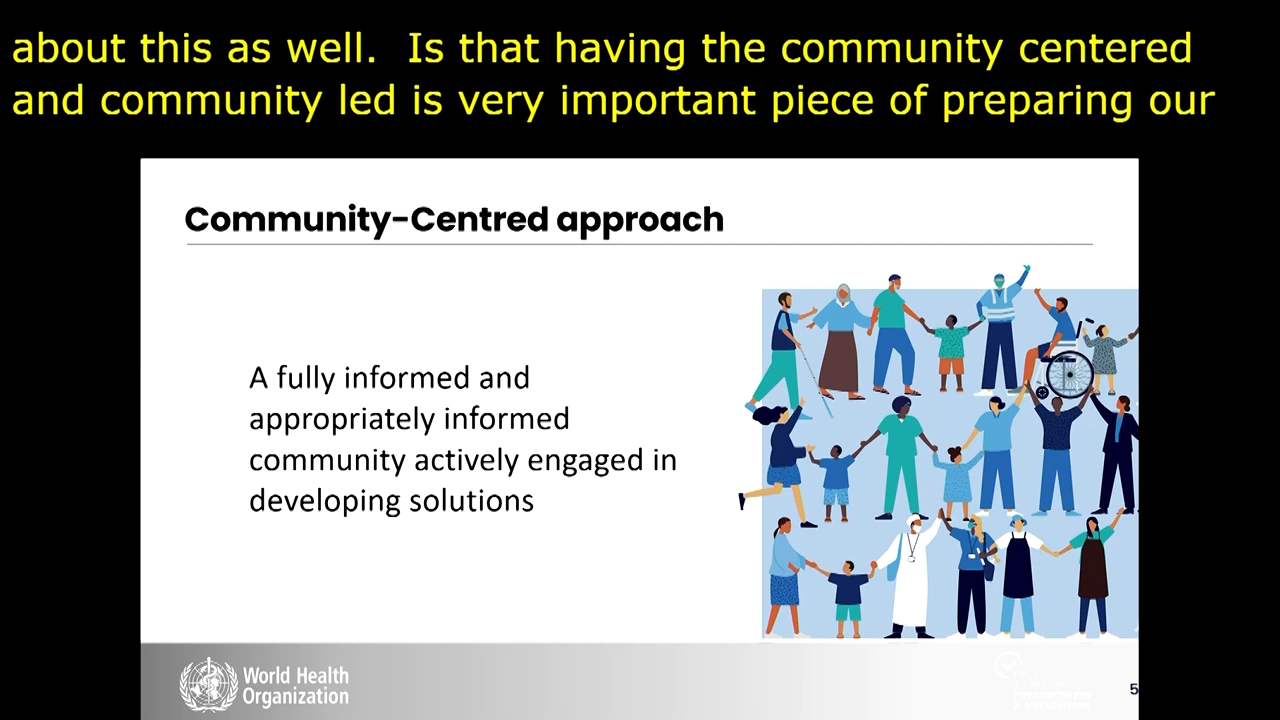 about this as well.  Is that having the community centered
and community led is very important piece of preparing our
Community-Centred approach
A fully informed and
appropriately informed
community actively engaged in
developing solutions
World Health
Organization
PREPAREDNESS
& PREVENTION
5